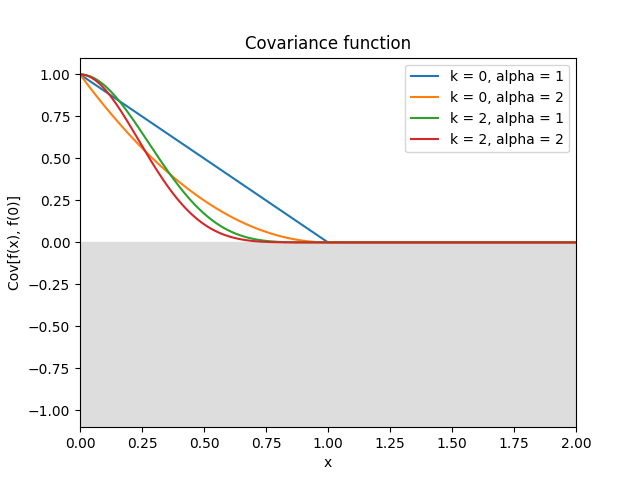 Covariance function
k = 0, alpha = 1
k = 0, alpha = 2
k = 2, alpha = 1
k = 2, alpha = 2
Cov[f(x), f(0)]
1.00
0.75
0.50
0.25
0.00
−0.25
−0.50
−0.75
−1.00
0.00 0.25 0.50 0.75 1.00 1.25 1.50 1.75 2.00
x